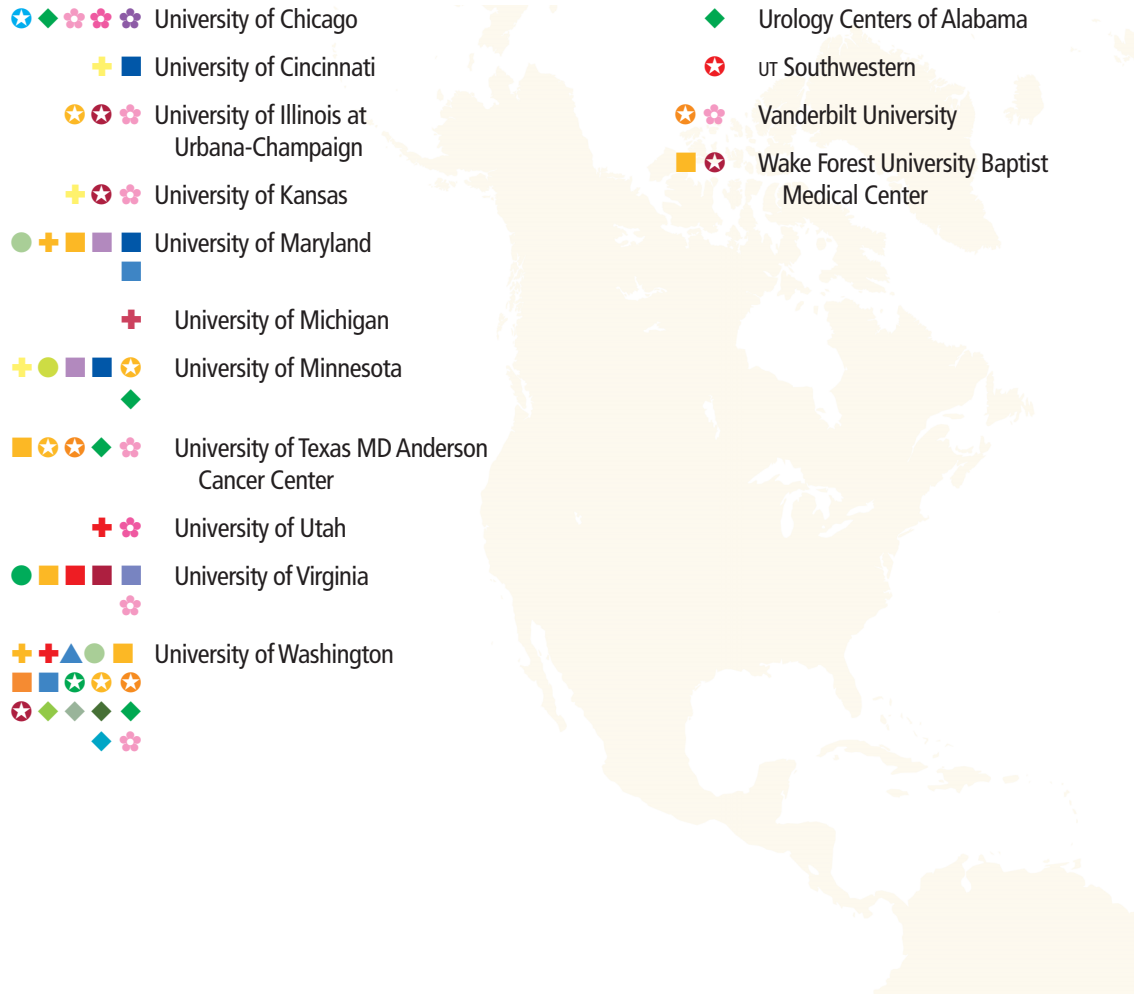 University of Chicago
University of Cincinnati
University of Illinois at
Urbana-Champaign
University of Kansas
University of Maryland
University of Michigan
University of Minnesota
University of Texas MD Anderson
Cancer Center
University of Utah
University of Virginia
University of Washington
Urology Centers of Alabama
UT Southwestern
Vanderbilt University
Wake Forest University Baptist
Medical Center